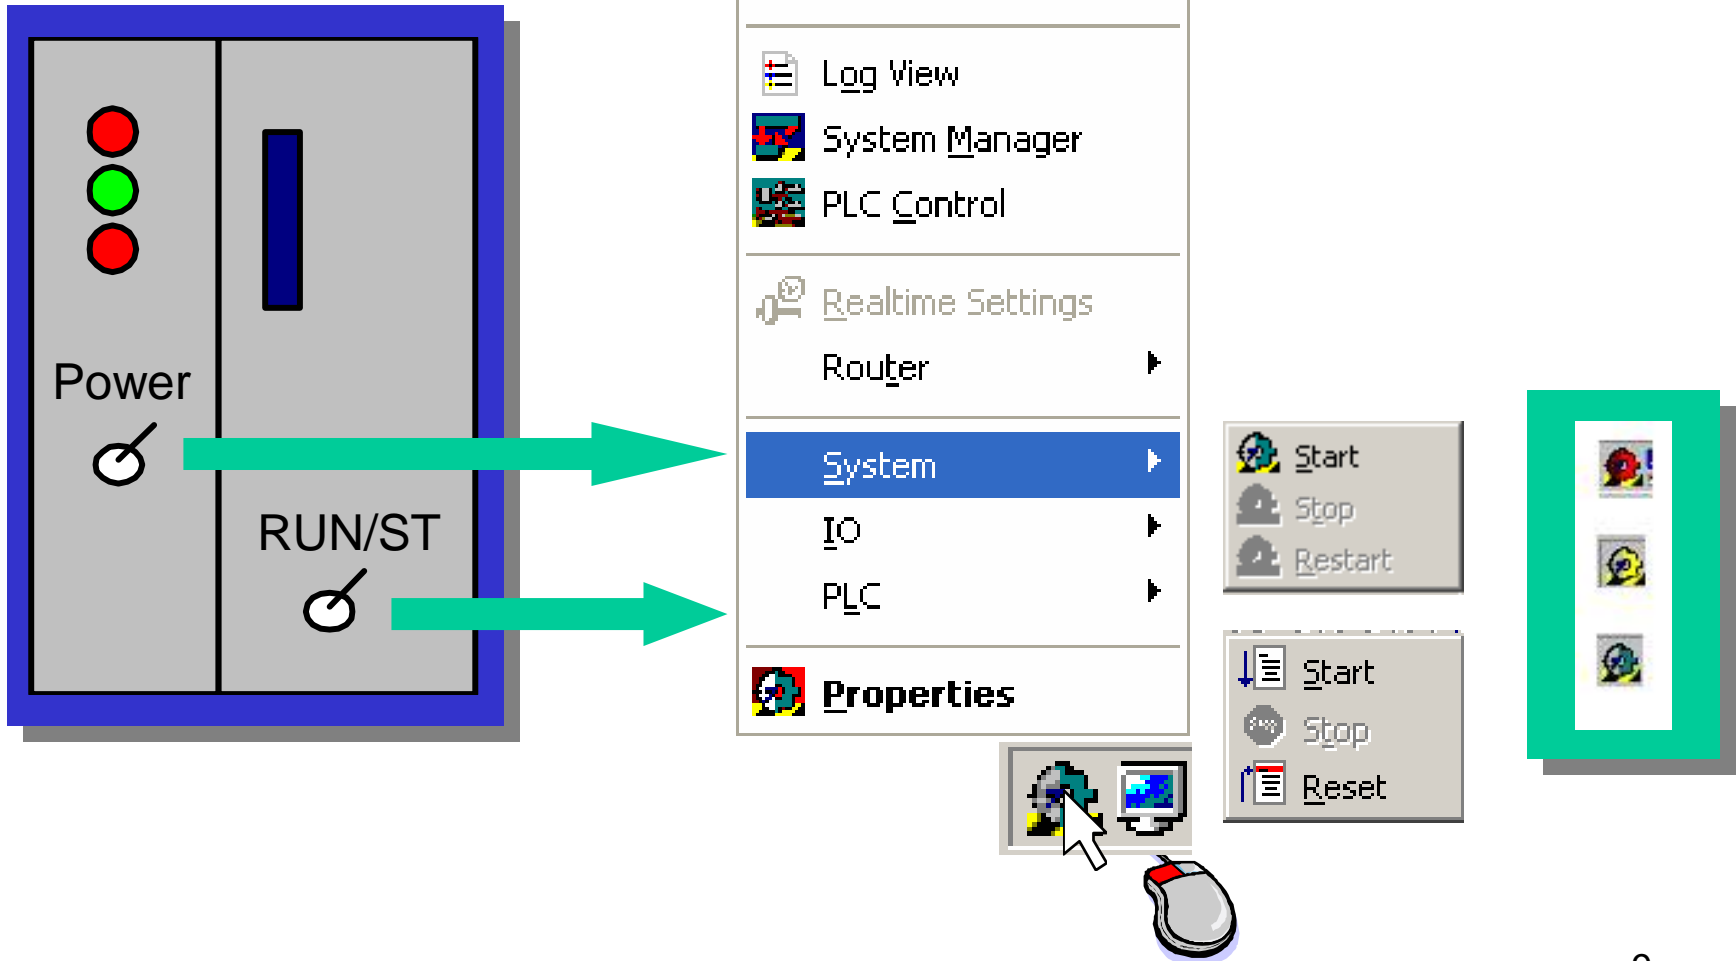 Power
RUN/ST
Log View
System Manager
PLC Control
Realtime Settings
Router
System
IO
PLC
Properties
Start
Stop
Restart
Start
Stop
Reset